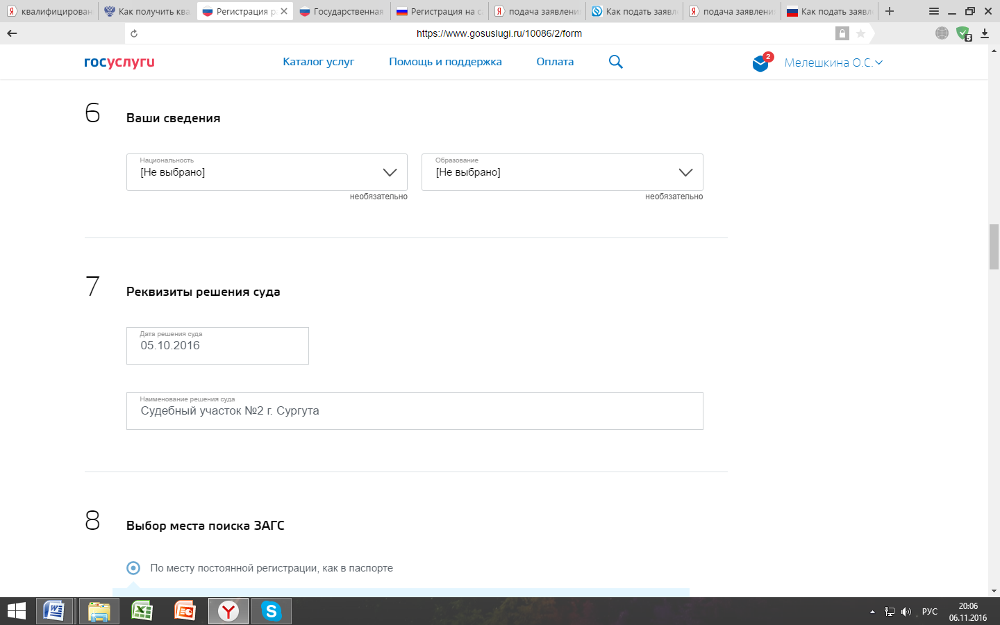 квалифицирован
Как получить ква
Регистрация р
Государственная
Регистрация на с
подача заявлени
Как подать заявл
подача заявлени
Как подать заявл
https://www.gosuslugi.ru/10086/2/form
5
госуслуги
Каталог услуг
Помощь и поддержка
Оплата
2
Мелешкина О.С.
6
Ваши сведения
Национальность
[Не выбрано]
необязательно
Образование
[Не выбрано]
необязательно
7
Реквизиты решения суда
Дата решения суда
05.10.2016
Наименование решения суда
Судебный участок №2 г. Сургута
8
Выбор места поиска ЗАГС
По месту постоянной регистрации, как в паспорте
РУС
20:06
06.11.2016